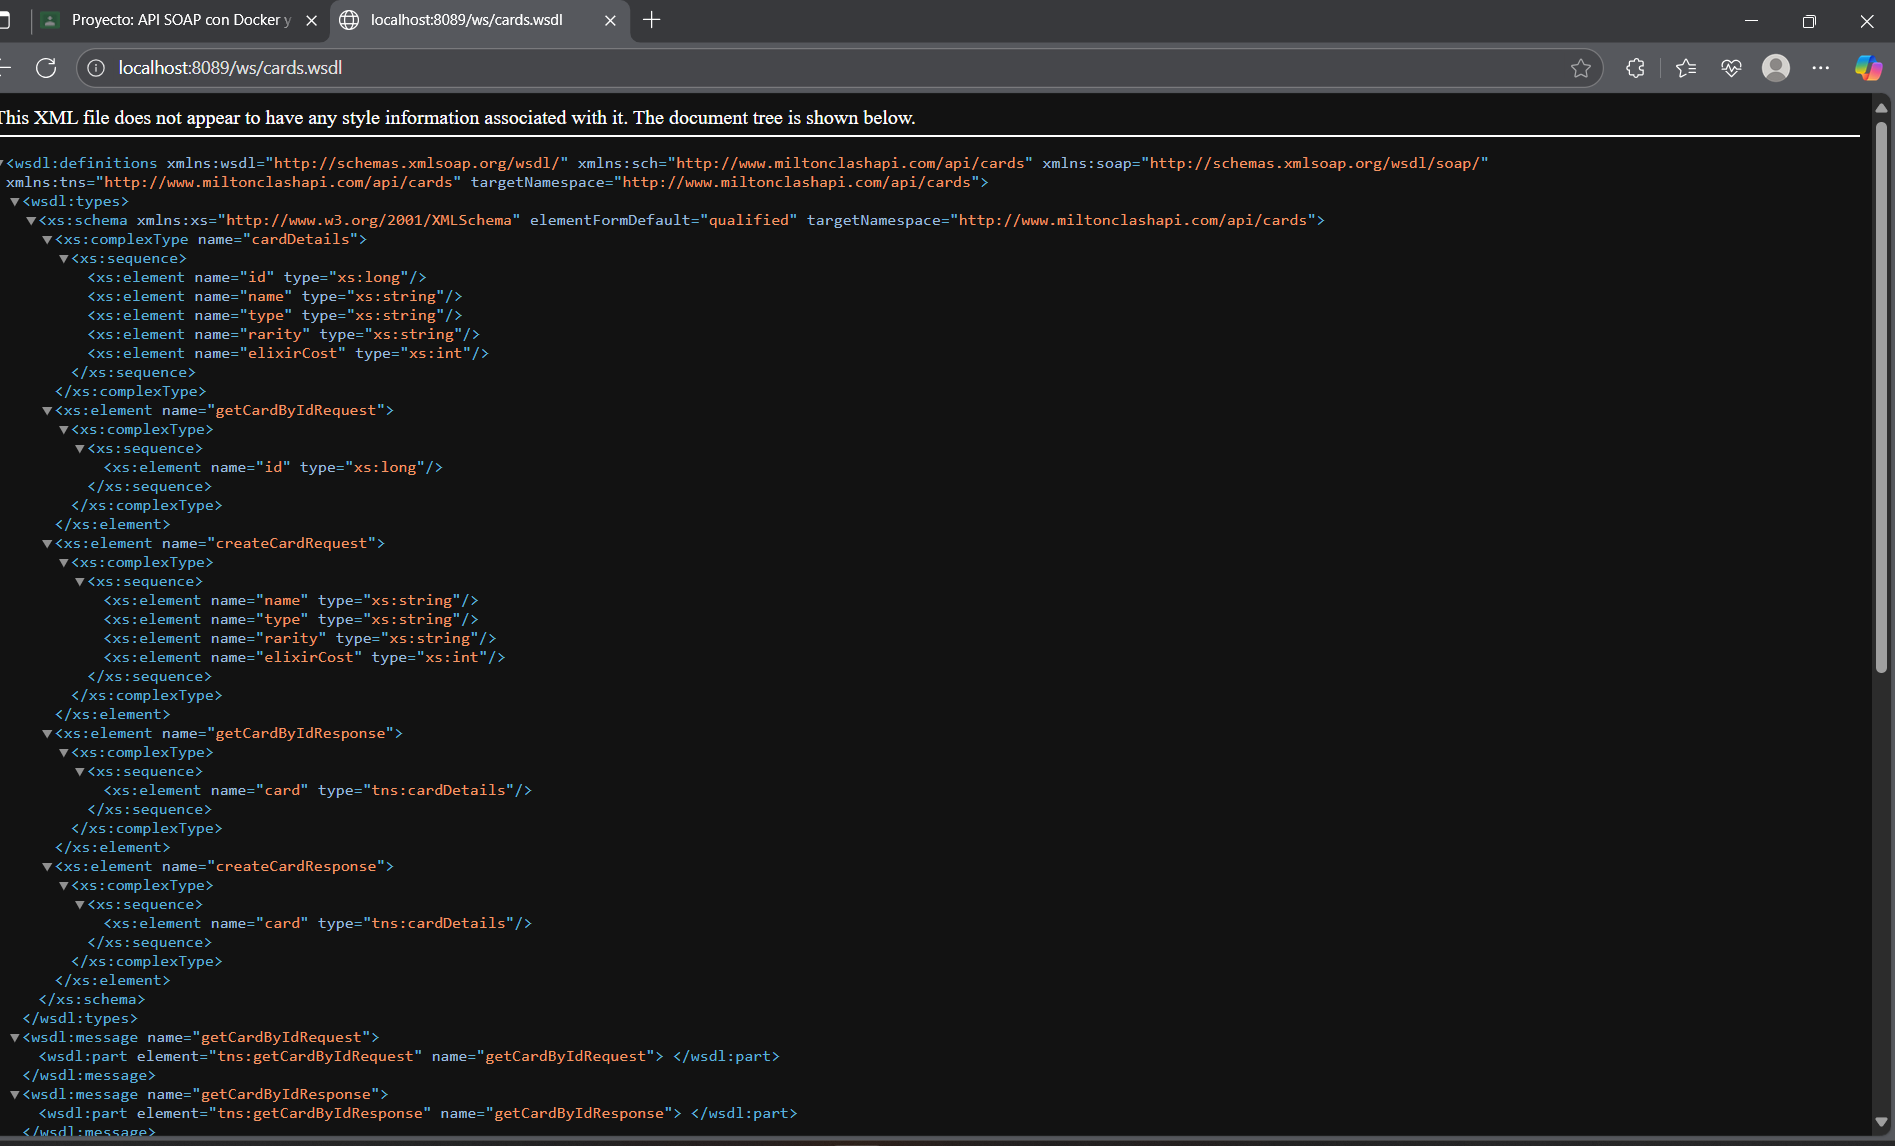 Proyecto: API SOAP con Docker y
localhost:8089/ws/cards.wsdl
localhost:8089/ws/cards.wsdl
This XML file does not appear to have any style information associated with it. The document tree is shown below.
<wsdl:definitions xmlns:wsdl="http://schemas.xmlsoap.org/wsdl/" xmlns:sch="http://www.miltonclashapi.com/api/cards" xmlns:soap="http://schemas.xmlsoap.org/wsdl/soap/"
xmlns:tns="http://www.miltonclashapi.com/api/cards" targetNamespace="http://www.miltonclashapi.com/api/cards">
<wsdl:types>
<xs:schema xmlns:xs="http://www.w3.org/2001/XMLSchema" elementFormDefault="qualified" targetNamespace="http://www.miltonclashapi.com/api/cards">
<xs:complexType name="cardDetails">
<xs:sequence>
<xs:element name="id" type="xs:long"/>
<xs:element name="name" type="xs:string"/>
<xs:element name="type" type="xs:string"/>
<xs:element name="rarity" type="xs:string"/>
<xs:element name="elixirCost" type="xs:int"/>
</xs:sequence>
</xs:complexType>
<xs:element name="getCardByIdRequest">
<xs:complexType>
<xs:sequence>
<xs:element name="id" type="xs:long"/>
</xs:sequence>
</xs:complexType>
</xs:element>
<xs:element name="createCardRequest">
<xs:complexType>
<xs:sequence>
<xs:element name="name" type="xs:string"/>
<xs:element name="type" type="xs:string"/>
<xs:element name="rarity" type="xs:string"/>
<xs:element name="elixirCost" type="xs:int"/>
</xs:sequence>
</xs:complexType>
</xs:element>
<xs:element name="getCardByIdResponse">
<xs:complexType>
<xs:sequence>
<xs:element name="card" type="tns:cardDetails"/>
</xs:sequence>
</xs:complexType>
</xs:element>
<xs:element name="createCardResponse">
<xs:complexType>
<xs:sequence>
<xs:element name="card" type="tns:cardDetails"/>
</xs:sequence>
</xs:complexType>
</xs:element>
</xs:schema>
</wsdl:types>
<wsdl:message name="getCardByIdRequest">
<wsdl:part element="tns:getCardByIdRequest" name="getCardByIdRequest"> </wsdl:part>
</wsdl:message>
<wsdl:message name="getCardByIdResponse">
<wsdl:part element="tns:getCardByIdResponse" name="getCardByIdResponse"> </wsdl:part>
</wsdl:message>